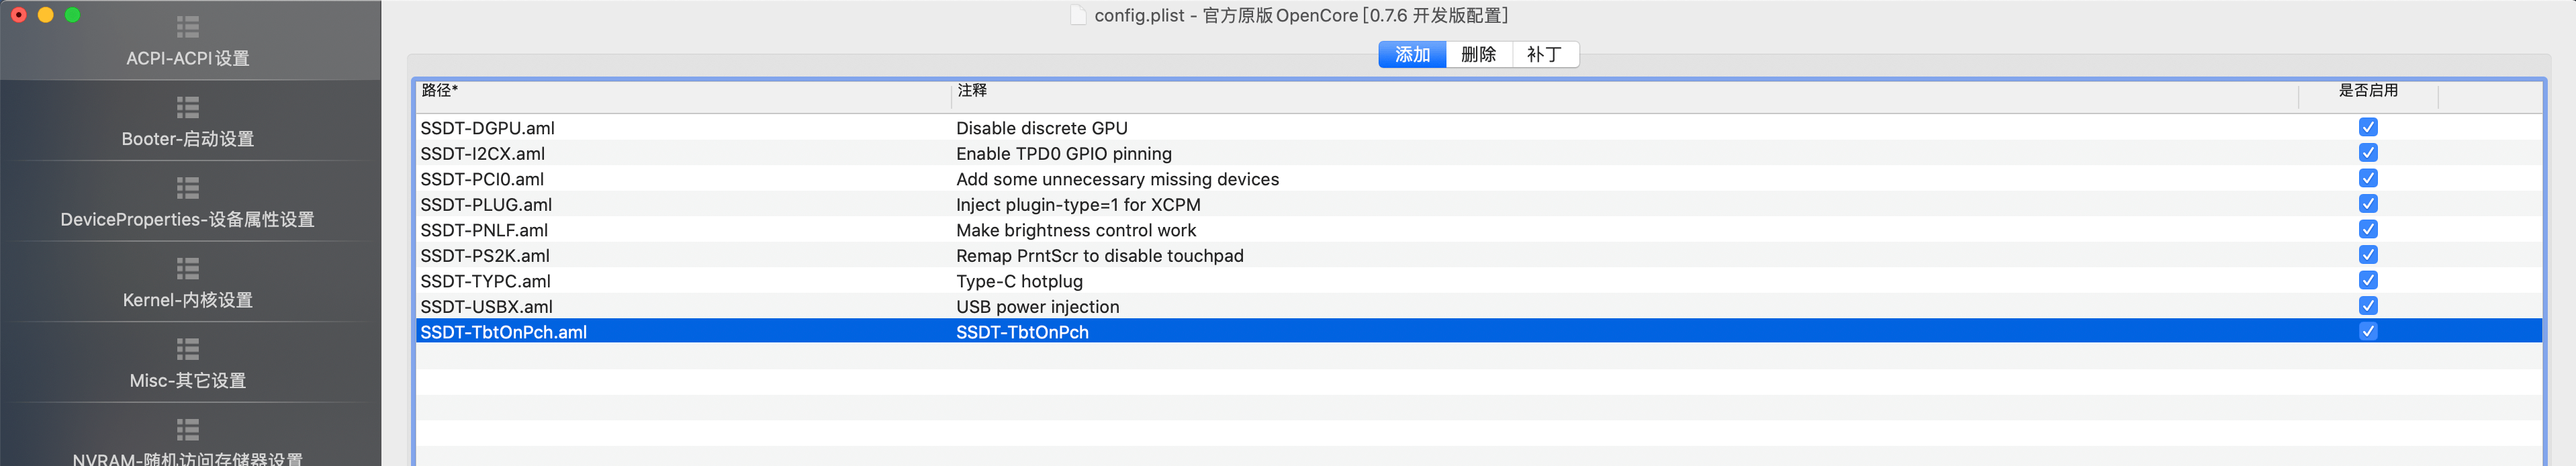 config.plist - 官方原版 OpenCore [0.7.6 开发版配置]
ACPI-ACPI设置
Booter-启动设置
DeviceProperties-设备属性设置
Kernel-内核设置
Misc-其它设置
NVRAM-随机访问存储器设置
添加 删除 补丁
路径* 注释 是否启用
SSDT-DGPU.aml Disable discrete GPU
SSDT-I2CX.aml Enable TPD0 GPIO pinning
SSDT-PCI0.aml Add some unnecessary missing devices
SSDT-PLUG.aml Inject plugin-type=1 for XCPM
SSDT-PNLF.aml Make brightness control work
SSDT-PS2K.aml Remap PrntScr to disable touchpad
SSDT-TYPC.aml Type-C hotplug
SSDT-USBX.aml USB power injection
SSDT-TbtOnPch.aml SSDT-TbtOnPch